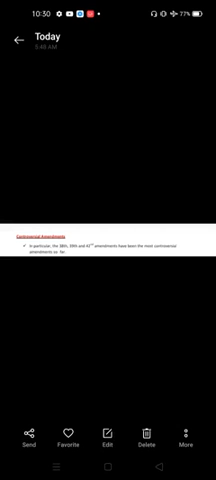 10:30
77%
Today
5:48 AM
Controversial Amendments
✓ In particular, the 38th, 39th and 42nd amendments have been the most controversial
amendments so far
Send Favorite Edit Delete More